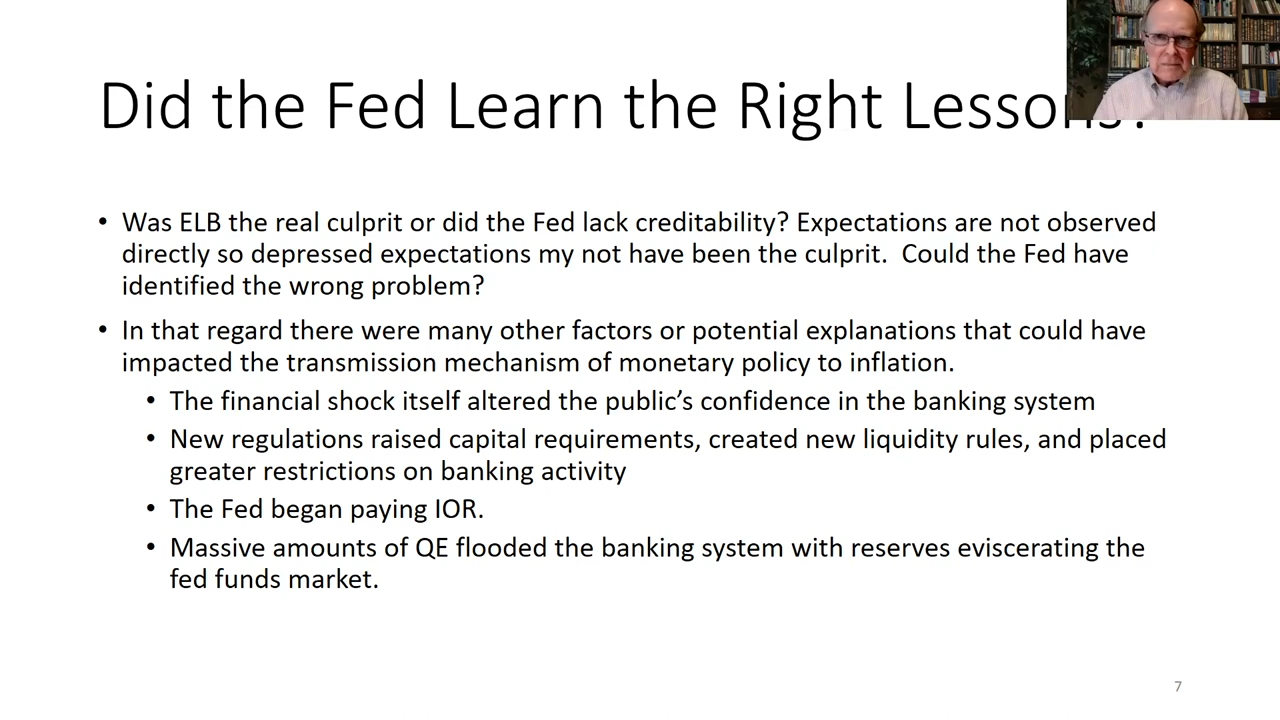 Did the Fed Learn the Right Lessons?
• Was ELB the real culprit or did the Fed lack creditability? Expectations are not observed
directly so depressed expectations my not have been the culprit. Could the Fed have
identified the wrong problem?
• In that regard there were many other factors or potential explanations that could have
impacted the transmission mechanism of monetary policy to inflation.
• The financial shock itself altered the public's confidence in the banking system
• New regulations raised capital requirements, created new liquidity rules, and placed
greater restrictions on banking activity
• The Fed began paying IOR.
• Massive amounts of QE flooded the banking system with reserves eviscerating the
fed funds market.
7